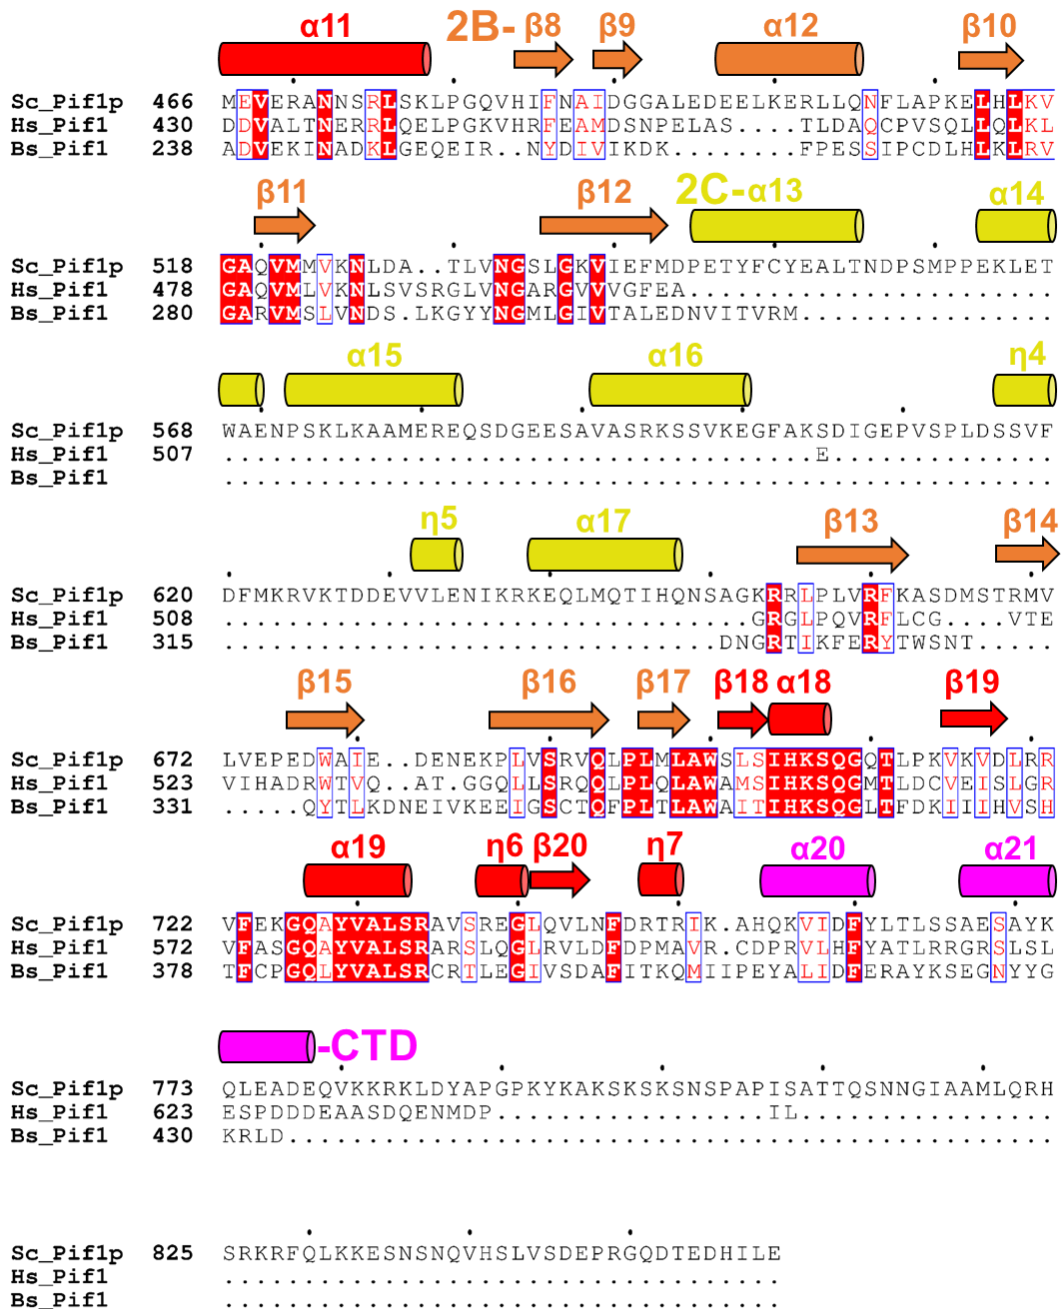 α11 2B- β8 β9 α12 β10
Sc_Pif1p 466 MEVERANNSRLSKLPGQVHIFNAIDGGALEDEELKERLLQNFLAPKELHLKV
Hs_Pif1 430 DDVALTNERRLQELPGKVHRFEAMDSNPELAS....TLDAQCPVSQLLQLKL
Bs_Pif1 238 ADVEKINADKLGEQEIR..NYDIVIKDK........FPESSIPCDLHLKLRV
β11 β12 2C-α13 α14
Sc_Pif1p 518 GAQVMMVKNLDA..TLVNGSLGKVIEFMDPETYFCYEALTNDPSMPPEKLET
Hs_Pif1 478 GAQVMLVKNLSVSRGLVNGARGVVVGFEA.......................
Bs_Pif1 280 GARVMSLVNDS.LKGYYNGMLGIVTALEDNVITVRM................
α15 α16 η4
Sc_Pif1p 568 WAENPSKLKAAMEREQSDGEESAVASRKSSVKEGFAKSDIGEPVSPLDSSVF
Hs_Pif1 507 .....................................E..............
Bs_Pif1 ....................................................
η5 α17 β13 β14
Sc_Pif1p 620 DFMKRVKTDDEVVLENIKRKEQLMQTIHQNSAGKRRLPLVRFKASDMSTRMV
Hs_Pif1 508 .................................GRGLPQVRFLCG....VTE
Bs_Pif1 315 ...............................DNGRTIKFERYTWSNT.....
β15 β16 β17 β18 α18 β19
Sc_Pif1p 672 LVEPEDWAIE..DENEKPLVSRVQLPLMLAWSLSIHKSQGQTLPKVKVDLRR
Hs_Pif1 523 VIHADRWTVQ..AT.GGQLLSRQQLPLQLAWAMSIHKSQGMTLDCVEISLGR
Bs_Pif1 331 .....QYTLKDNEIVKEEIGSCTQFPLTLAWAITIHKSQGLTFDKIIIHVSH
α19 η6 β20 η7 α20 α21
Sc_Pif1p 722 VFEKGQAYVALSRAVSREGLQVLNFDRTRIK.AHQKVIDFYLTLSSAESAYK
Hs_Pif1 572 VFASGQAYVALSRARSLQGLRVLDFDPMAVR.CDPRVLHFYATLRRGRSLSL
Bs_Pif1 378 TFCPGQLYVALSRCRTLEGIVSDAFITKQMIIPEYALIDFERAYKSEGNYYG
-CTD
Sc_Pif1p 773 QLEADEQVKKRKLDYAPGPKYKAKSKSKSNSPAPISATTQSNNGIAAMLQRH
Hs_Pif1 623 ESPDDDEAASDQENMDP.................IL................
Bs_Pif1 430 KRLD................................................
Sc_Pif1p 825 SRKRFQLKKESNSNQVHSLVSDEPRGQDTEDHILE
Hs_Pif1 ...................................
Bs_Pif1 ...................................